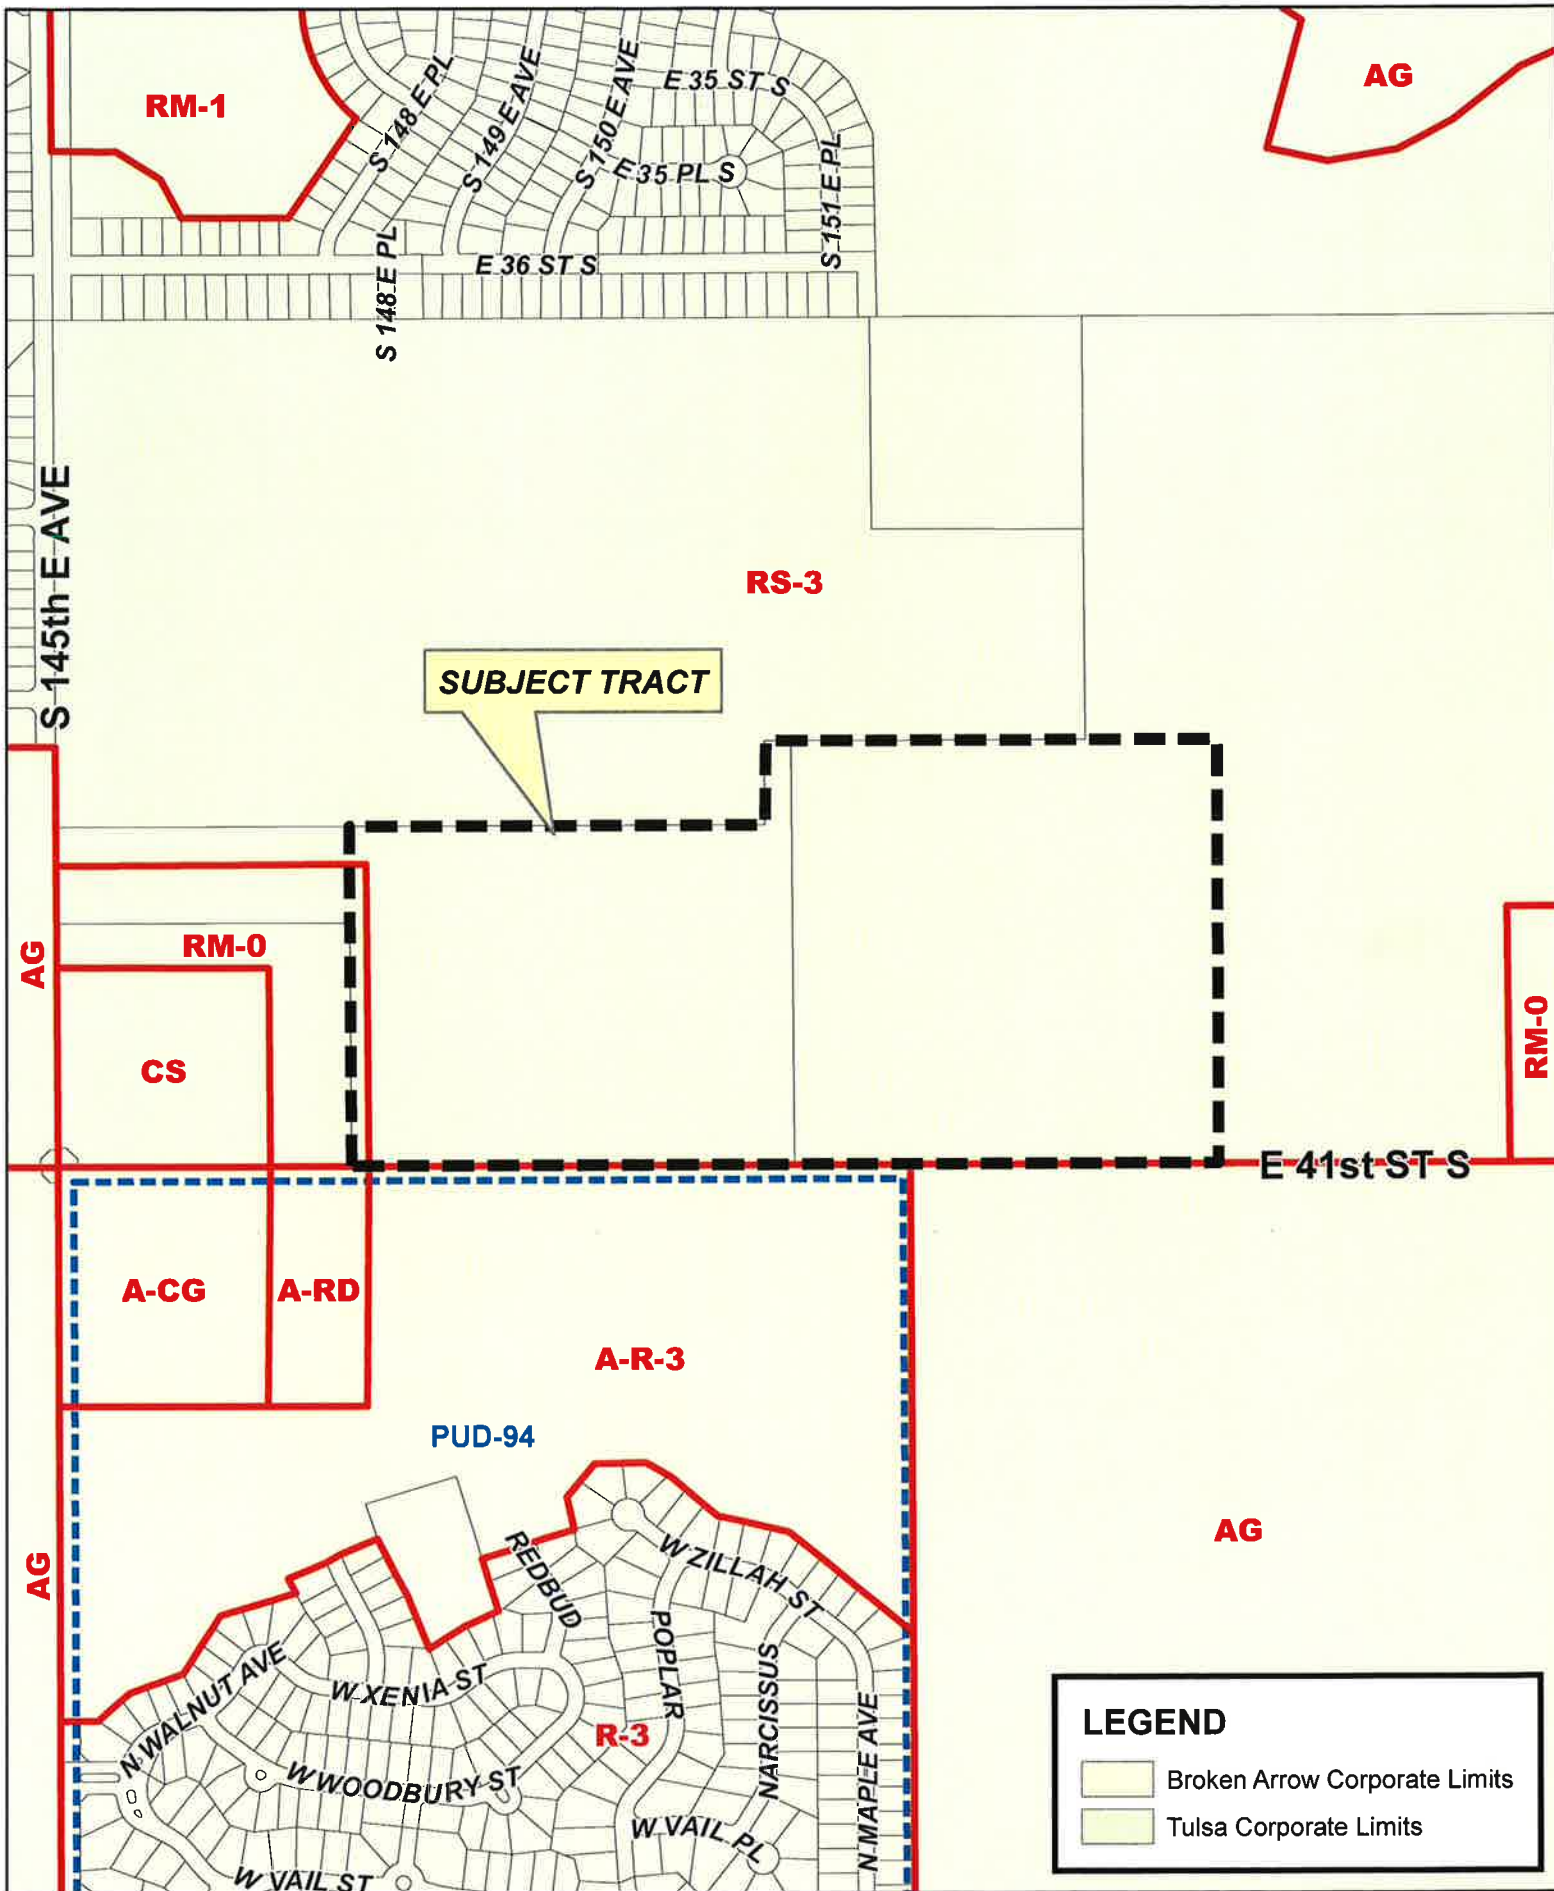 RM-1
S 148 E PL
S 149 E AVE
S 150 E AVE
E 35 ST S
E 35 PL S
S 151 E PL
AG
S 148 E PL
E 36 ST S
S 145th E AVE
RS-3
SUBJECT TRACT
AG
RM-0
CS
RM-0
E 41st ST S
A-CG
A-RD
A-R-3
PUD-94
AG
AG
REDBUD
W ZILLAH ST
POPLAR
NARCISSUS
N MAPLE AVE
N WALNUT AVE
W XENIA ST
R-3
W WOODBURY ST
W VAIL PL
W VAIL ST
LEGEND
Broken Arrow Corporate Limits
Tulsa Corporate Limits